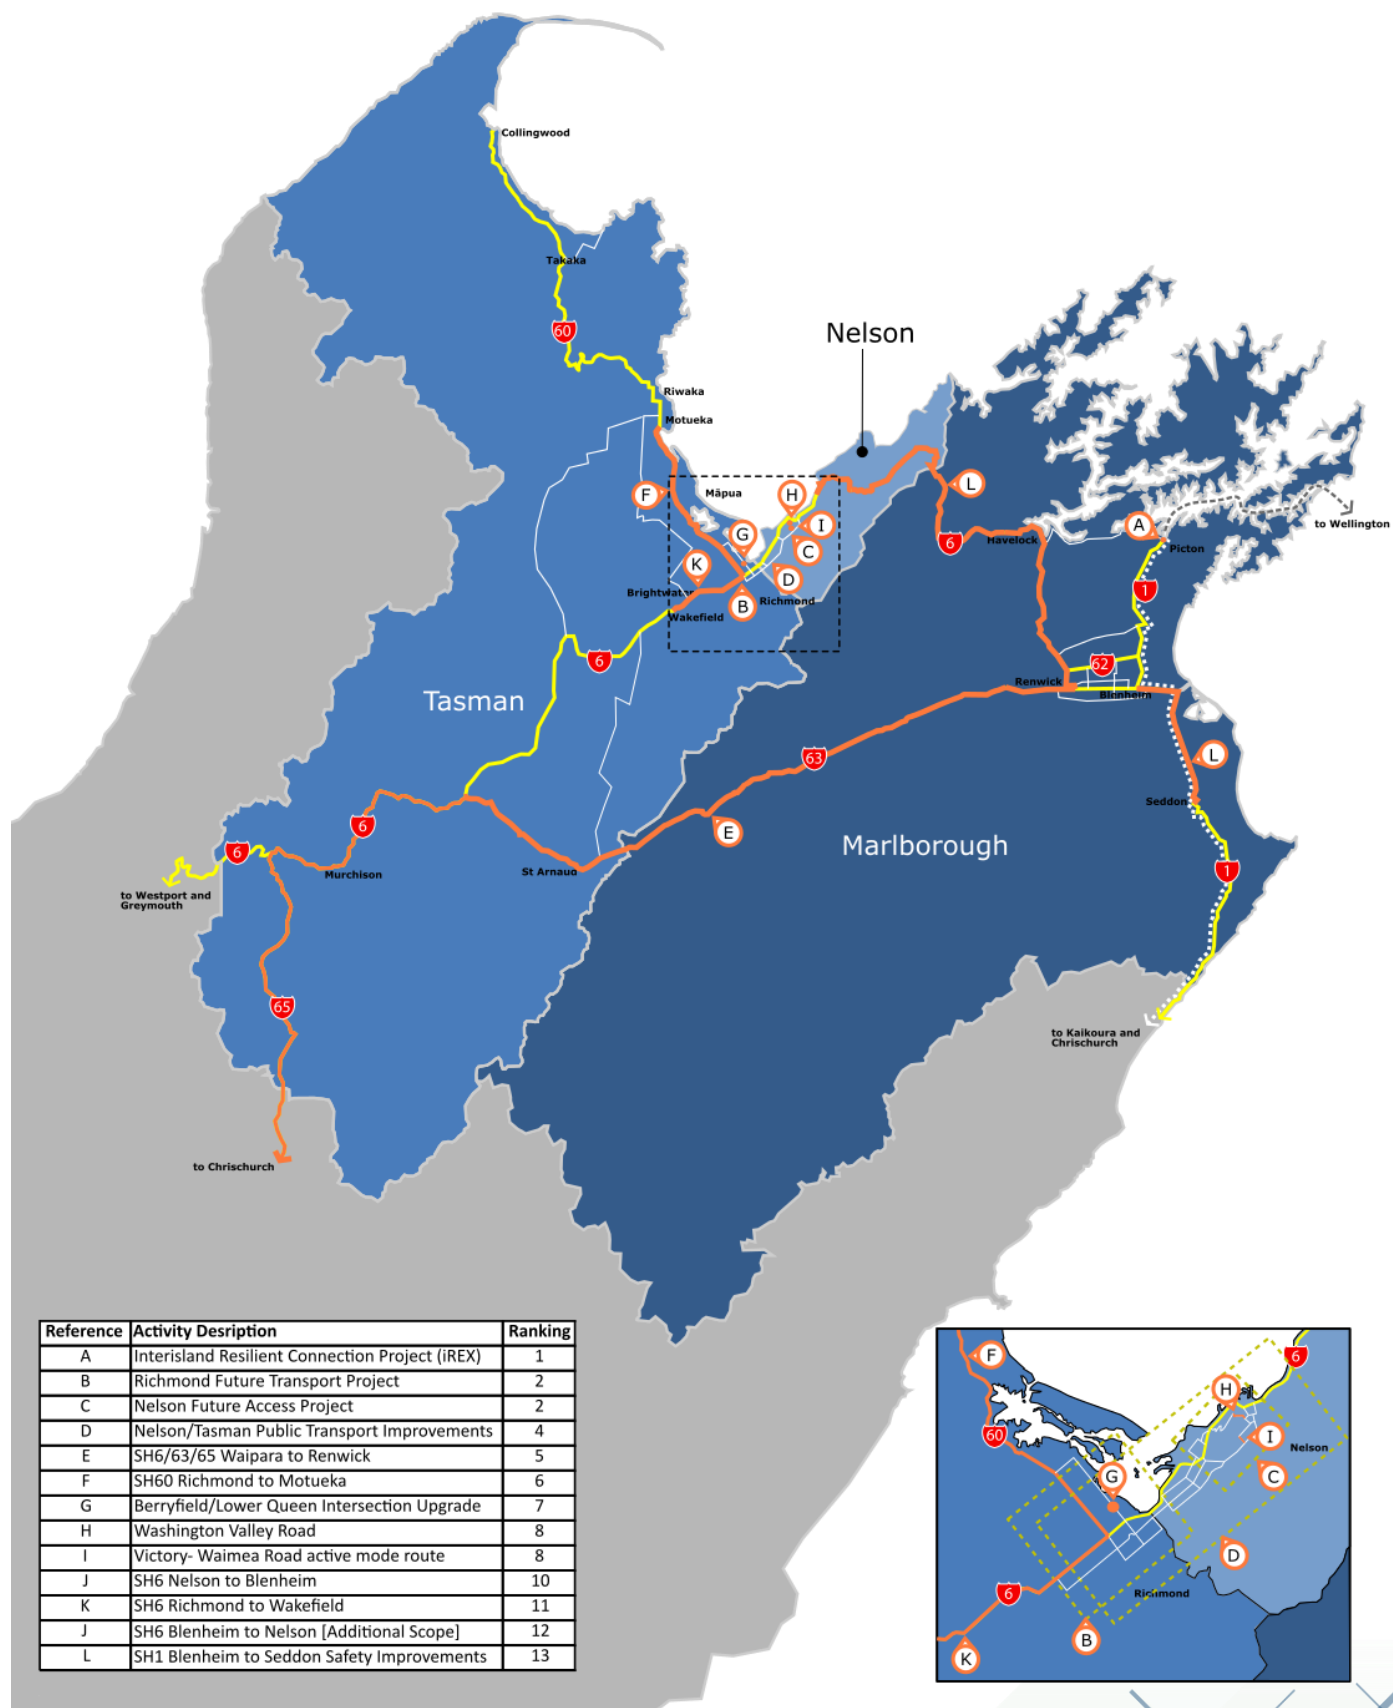 Collingwood
Takaka
60
Riwaka
Motueka
Nelson
F
Māpua
H
L
I
G
C
A
to Wellington
6
Havelock
Picton
K
D
1
Brightwater
B
Richmond
Wakefield
6
62
Renwick
Blenheim
Tasman
63
L
Seddon
6
E
Marlborough
6
Murchison
St Arnaud
1
to Westport and
Greymouth
65
to Kaikoura and
Chrischurch
to Chrischurch
Reference Activity Desription Ranking
A Interisland Resilient Connection Project (iREX) 1
B Richmond Future Transport Project 2
C Nelson Future Access Project 2
D Nelson/Tasman Public Transport Improvements 4
E SH6/63/65 Waipara to Renwick 5
F SH60 Richmond to Motueka 6
G Berryfield/Lower Queen Intersection Upgrade 7
H Washington Valley Road 8
I Victory- Waimea Road active mode route 8
J SH6 Nelson to Blenheim 10
K SH6 Richmond to Wakefield 11
J SH6 Blenheim to Nelson [Additional Scope] 12
L SH1 Blenheim to Seddon Safety Improvements 13
F
6
H
60
I
Nelson
G
C
D
6
Richmond
B
K